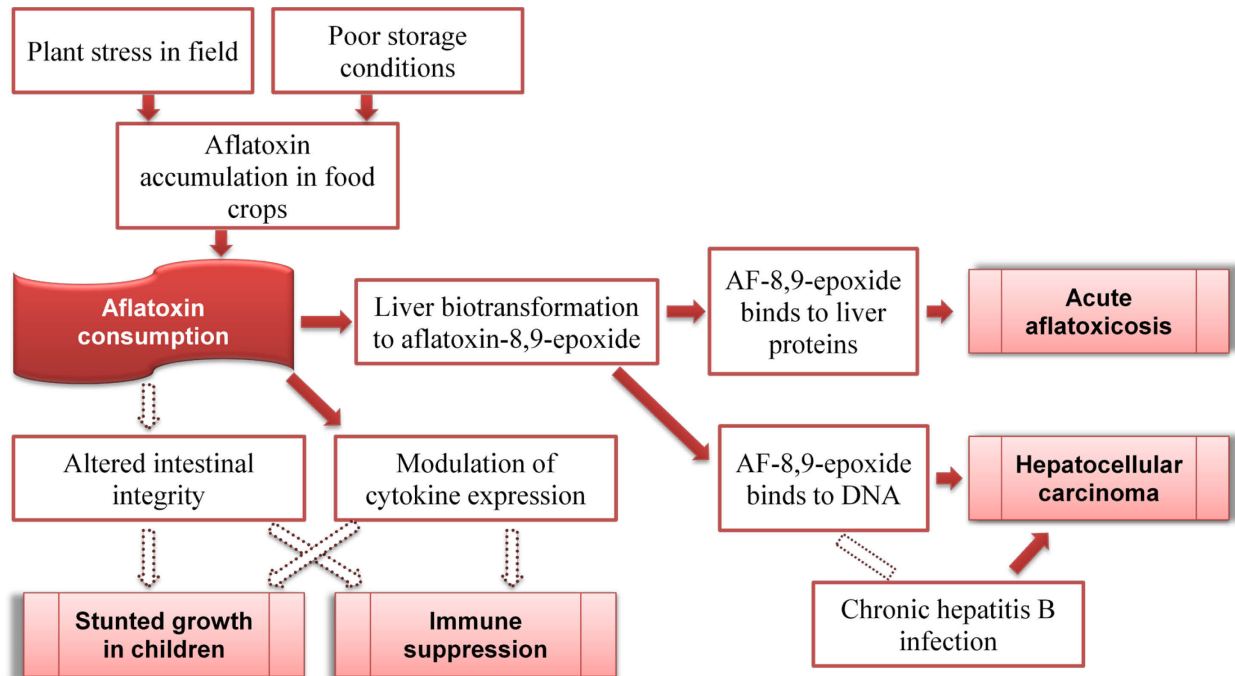 Plant stress in field
Poor storage
conditions
Aflatoxin
accumulation in food
crops
Aflatoxin
consumption
Liver biotransformation
to aflatoxin-8,9-epoxide
AF-8,9-epoxide
binds to liver
proteins
Acute
aflatoxicosis
Altered intestinal
integrity
Modulation of
cytokine expression
AF-8,9-epoxide
binds to DNA
Hepatocellular
carcinoma
Stunted growth
in children
Immune
suppression
Chronic hepatitis B
infection